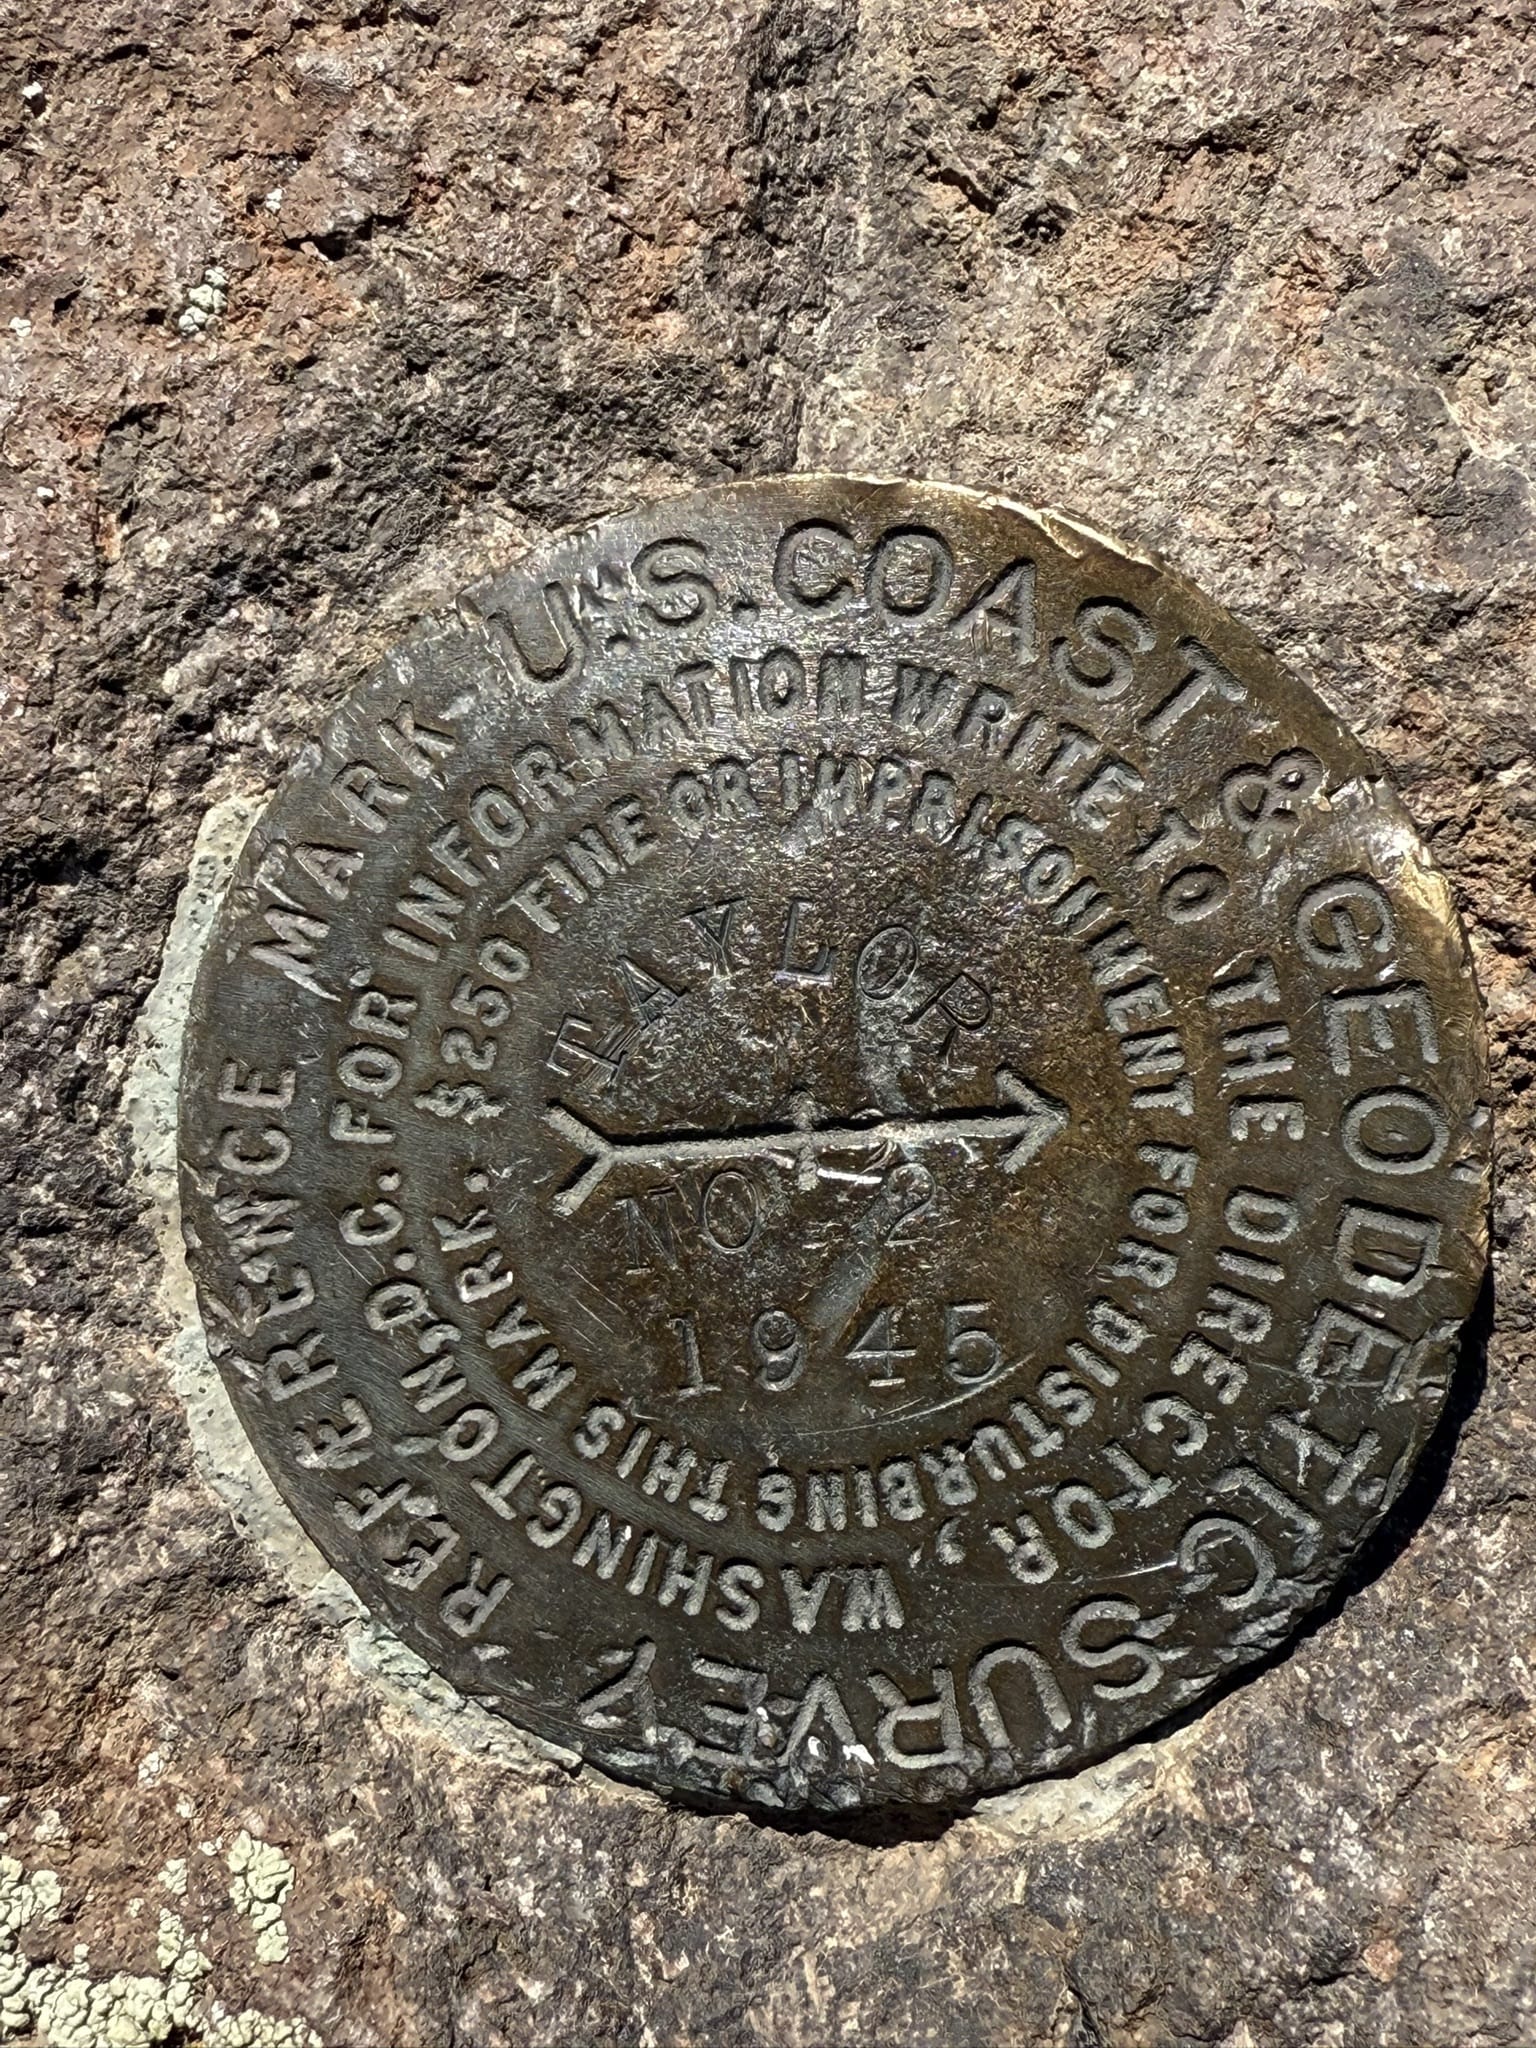 U.S. COAST & GEODETIC SURVEY
REFERENCE MARK
FOR INFORMATION WRITE TO THE DIRECTOR, WASHINGTON, D.C.
$250 FINE OR IMPRISONMENT FOR DISTURBING THIS MARK.
TAYLOR
NO 2
1945